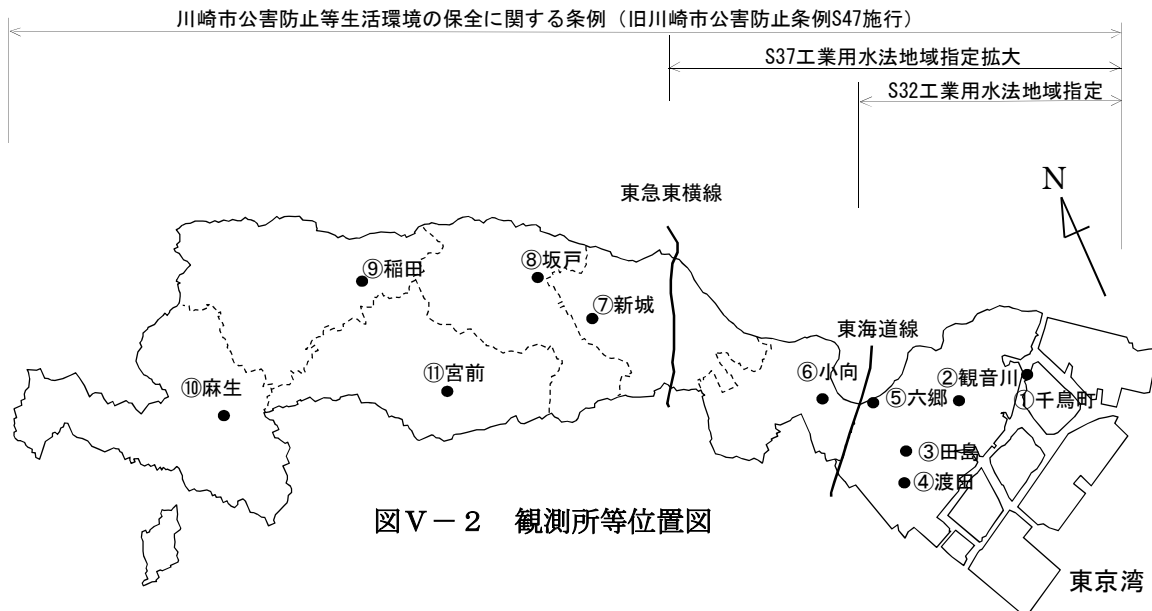 川崎市公害防止等生活環境の保全に関する条例（旧川崎市公害防止条例S47施行）
S37工業用水法地域指定拡大
S32工業用水法地域指定
N
東急東横線
⑧坂戸
⑨稲田
⑦新城
東海道線
⑥小向
②観音川
⑩麻生
⑪宮前
⑤六郷
①千鳥町
③田島
④渡田
図Ⅴ－２　観測所等位置図
東京湾